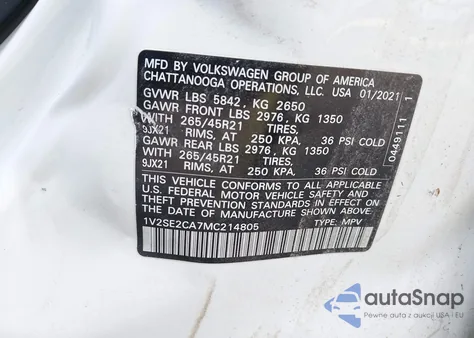 MFD BY VOLKSWAGEN GROUP OF AMERICA
CHATTANOOGA OPERATIONS, LLC. USA 01/2021
GVWR LBS 5842, KG 2650
GAWR FRONT LBS 2976, KG 1350
WITH 265/45R21 TIRES,
9JX21 RIMS, AT 250 KPA, 36 PSI COLD
GAWR REAR LBS 2976, KG 1350
WITH 265/45R21 TIRES,
9JX21 RIMS, AT 250 KPA, 36 PSI COLD
THIS VEHICLE CONFORMS TO ALL APPLICABLE
U.S. FEDERAL MOTOR VEHICLE SAFETY AND
THEFT PREVENTION STANDARDS IN EFFECT
ON THE DATE OF MANUFACTURE SHOWN ABOVE.
1V2SE2CA7MC214805 TYPE: MPV
0449111 1
autoSnap
Pewne auta z aukcji USA i EU